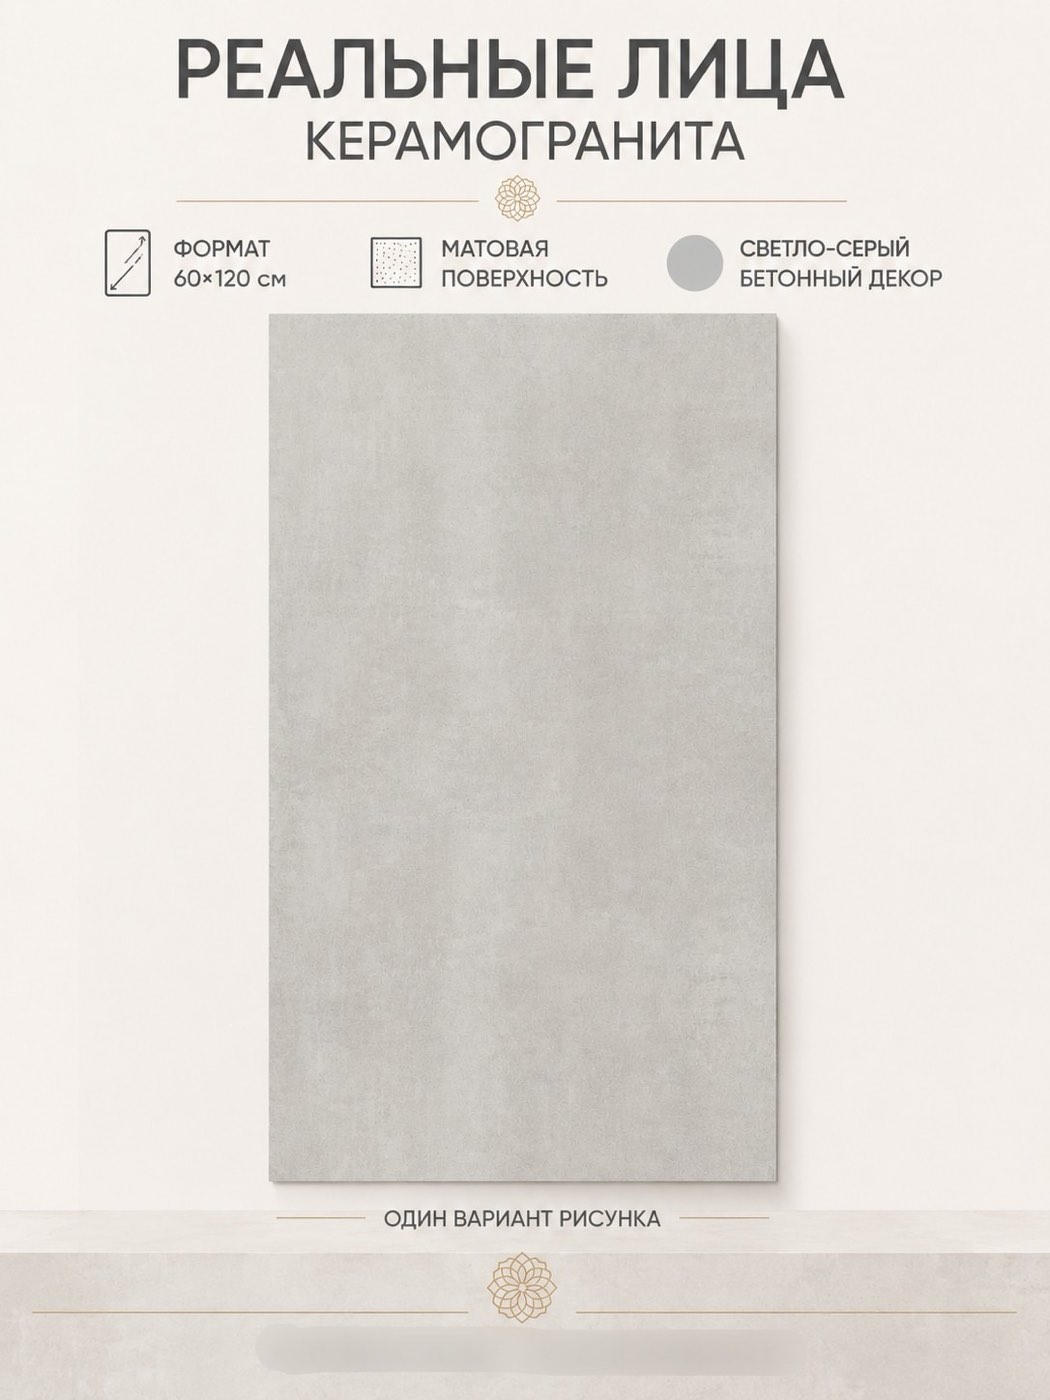 РЕАЛЬНЫЕ ЛИЦА
КЕРАМОГРАНИТА
ФОРМАТ
60×120 см
МАТОВАЯ
ПОВЕРХНОСТЬ
СВЕТЛО-СЕРЫЙ
БЕТОННЫЙ ДЕКОР
ОДИН ВАРИАНТ РИСУНКА